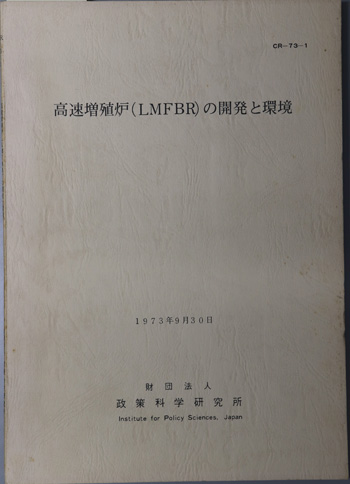 CR-73-1
高速増殖炉(LMFBR)の開発と環境
1973年9月30日
財団法人
政策科学研究所
Institute for Policy Sciences, Japan